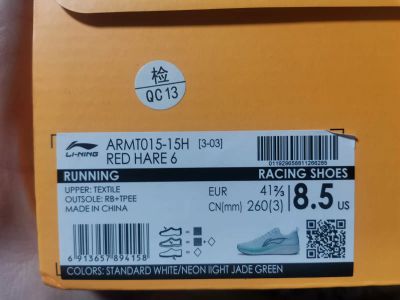 检
QC 13
LI-NING
ARMT015-15H [3-03]
RED HARE 6
RUNNING RACING SHOES
UPPER: TEXTILE
OUTSOLE: RB+TPEE
MADE IN CHINA
EUR 41⅔
CN(mm) 260(3)
8.5 US
6 913657 894158
COLORS: STANDARD WHITE/NEON LIGHT JADE GREEN